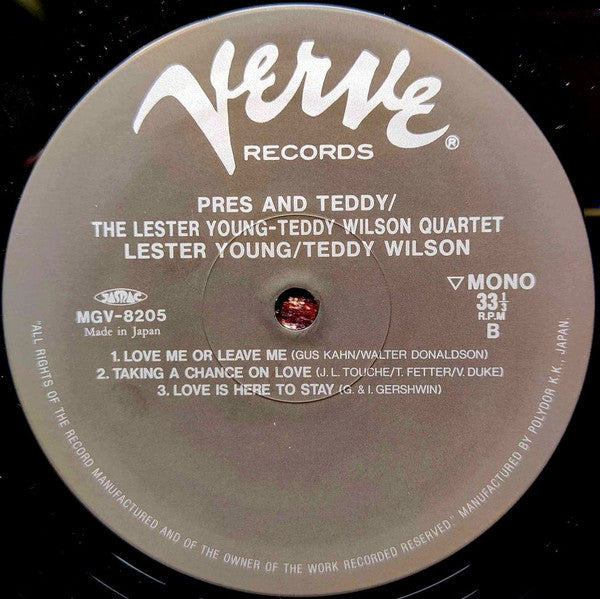 Verve®
RECORDS
PRES AND TEDDY/
THE LESTER YOUNG-TEDDY WILSON QUARTET
LESTER YOUNG/TEDDY WILSON
JASRAC
MGV-8205
Made in Japan
▽MONO
33 1/3
R.P.M
B
1. LOVE ME OR LEAVE ME (GUS KAHN/WALTER DONALDSON)
2. TAKING A CHANCE ON LOVE (J. L. TOUCHE/T. FETTER/V. DUKE)
3. LOVE IS HERE TO STAY (G. & I. GERSHWIN)
"ALL RIGHTS OF THE RECORD MANUFACTURED AND OF THE OWNER OF THE WORK RECORDED RESERVED." MANUFACTURED BY POLYDOR K.K., JAPAN.